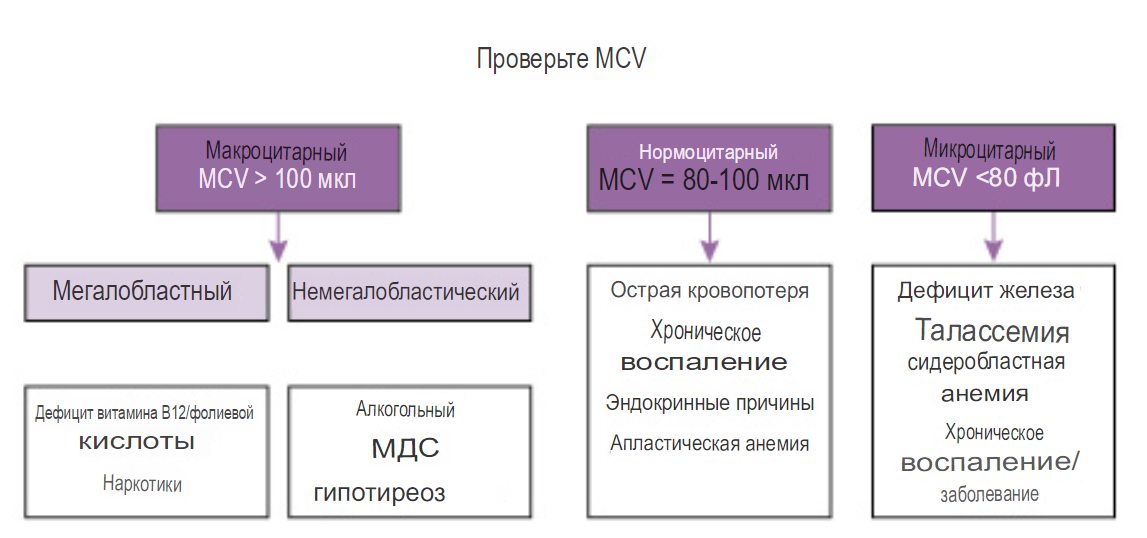 Проверьте MCV
Макроцитарный
MCV > 100 мкл
Нормоцитарный
MCV = 80-100 мкл
Микроцитарный
MCV <80 фЛ
Мегалобластный
Немегалобластический
Дефицит витамина B12/фолиевой
кислоты
Наркотики
Алкогольный
МДС
гипотиреоз
Острая кровопотеря
Хроническое
воспаление
Эндокринные причины
Апластическая анемия
Дефицит железа
Талассемия
сидеробластная
анемия
Хроническое
воспаление/
заболевание